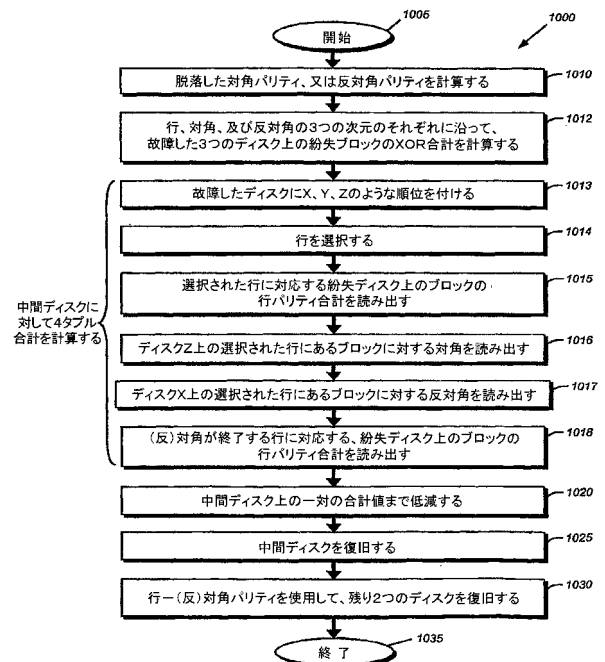 1000
1005
開始
1010
脱落した対角パリティ、又は反対角パリティを計算する
1012
行、対角、及び反対角の3つの次元のそれぞれに沿って、
故障した3つのディスク上の紛失ブロックのXOR合計を計算する
中間ディスクに
対して4タプル
合計を計算する
1013
故障したディスクにX、Y、Zのような順位を付ける
1014
行を選択する
1015
選択された行に対応する紛失ディスク上のブロックの
行パリティ合計を読み出す
1016
ディスクZ上の選択された行にあるブロックに対する対角を読み出す
1017
ディスクX上の選択された行にあるブロックに対する反対角を読み出す
1018
(反)対角が終了する行に対応する、紛失ディスク上のブロックの
行パリティ合計を読み出す
1020
中間ディスク上の一対の合計値まで低減する
1025
中間ディスクを復旧する
1030
行ー(反)対角パリティを使用して、残り2つのディスクを復旧する
1035
終了